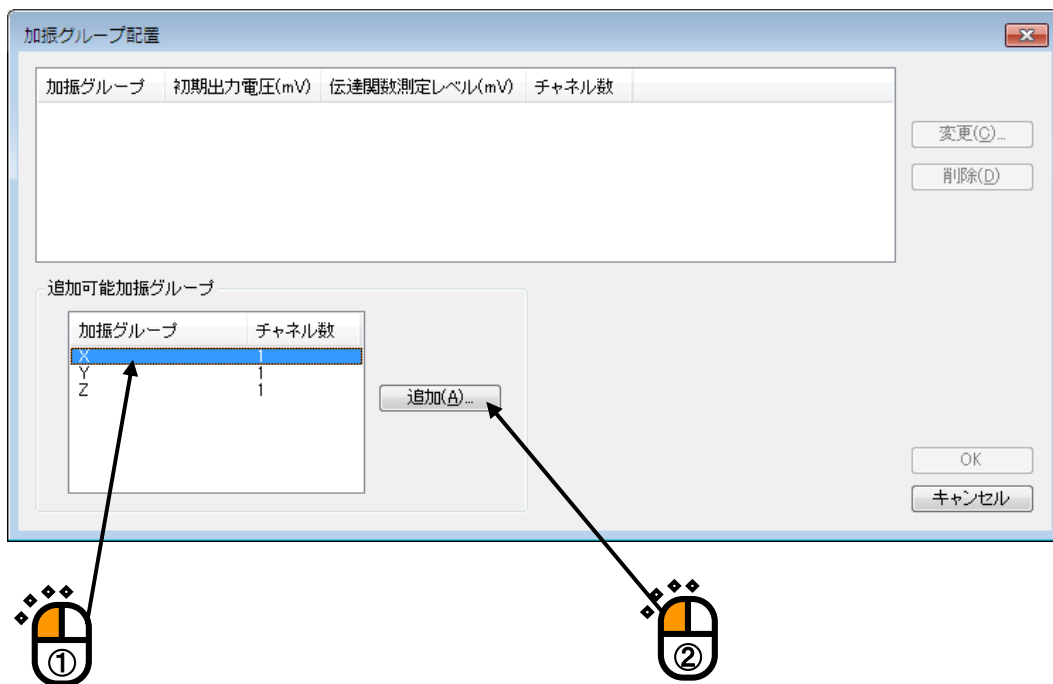 加振グループ配置
加振グループ 初期出力電圧(mV) 伝達関数測定レベル(mV) チャネル数
変更(C)...
削除(D)
追加可能加振グループ
加振グループ チャネル数
X 1
Y 1
Z 1
追加(A)...
OK
キャンセル
① ②